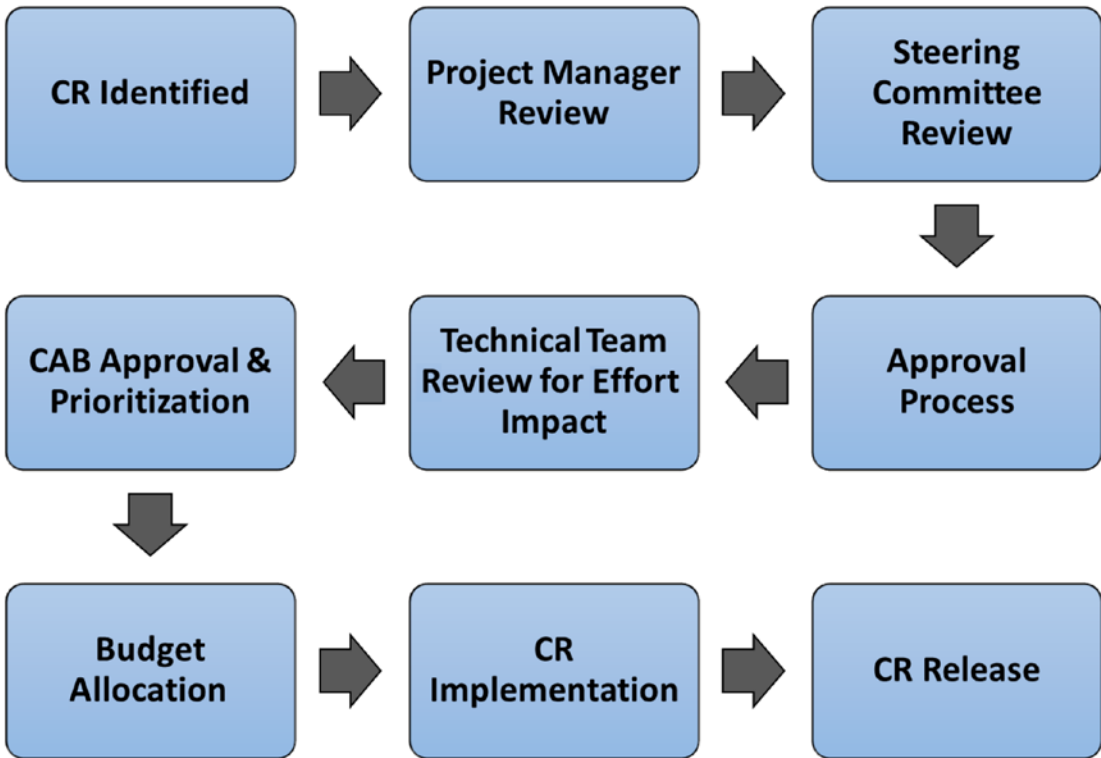 CR Identified
Project Manager
Review
Steering
Committee
Review
Approval
Process
Technical Team
Review for Effort
Impact
CAB Approval &
Prioritization
Budget
Allocation
CR
Implementation
CR Release